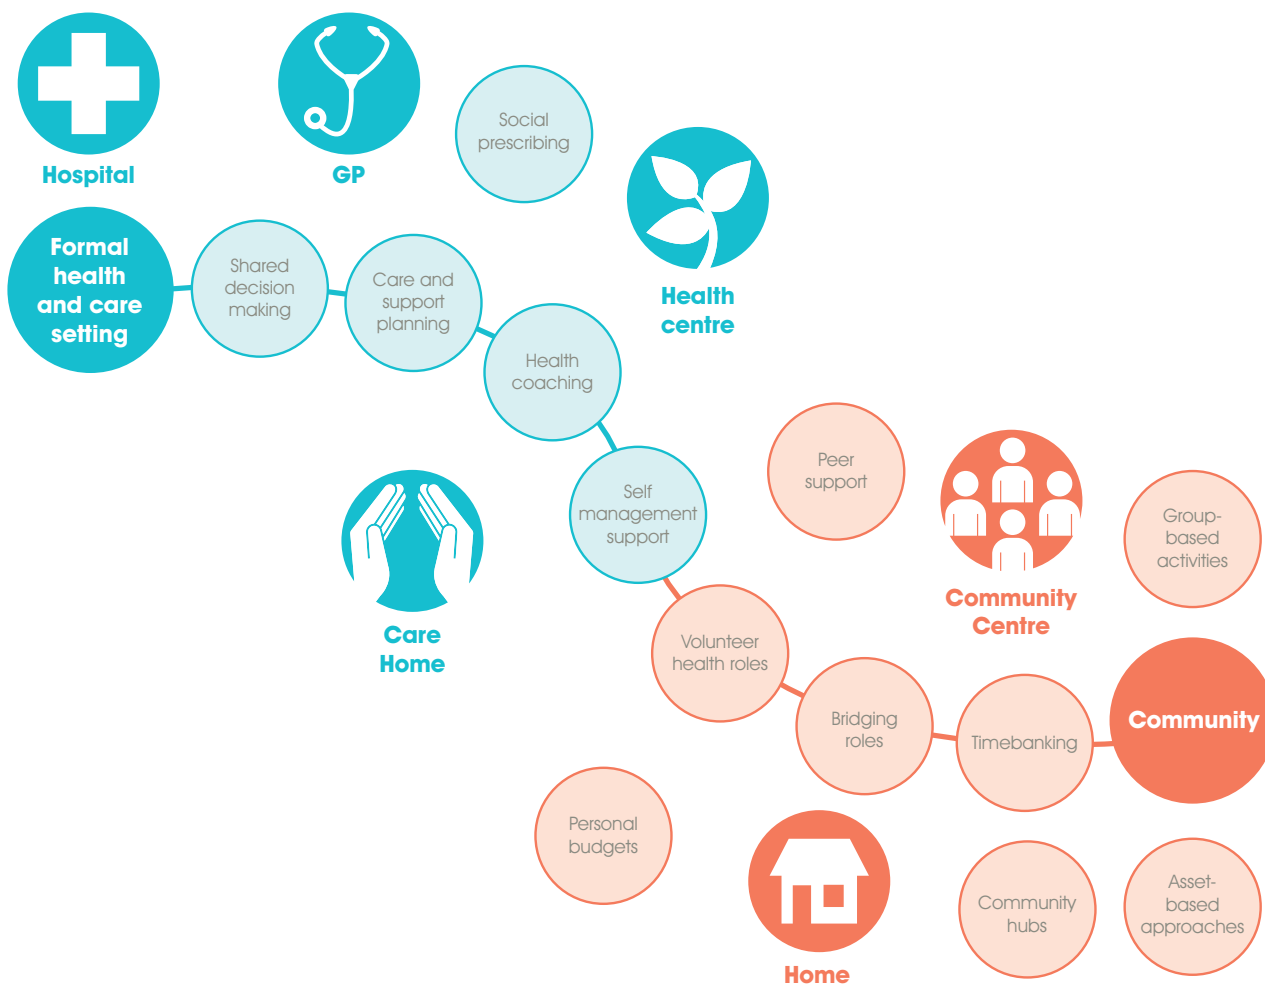 Hospital
GP
Social
prescribing
Health
centre
Formal
health
and care
setting
Shared
decision
making
Care and
support
planning
Health
coaching
Self
management
support
Care
Home
Peer
support
Community
Centre
Group-
based
activities
Volunteer
health roles
Bridging
roles
Timebanking
Community
Personal
budgets
Home
Community
hubs
Asset-
based
approaches